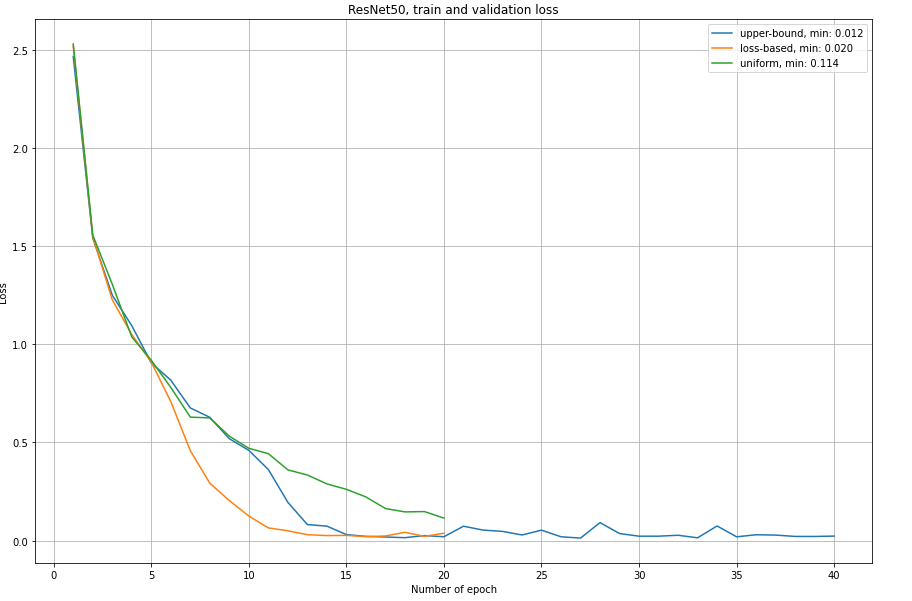 ResNet50, train and validation loss
upper-bound, min: 0.012
loss-based, min: 0.020
uniform, min: 0.114
2.5
2.0
1.5
1.0
0.5
0.0
Loss
0 5 10 15 20 25 30 35 40
Number of epoch